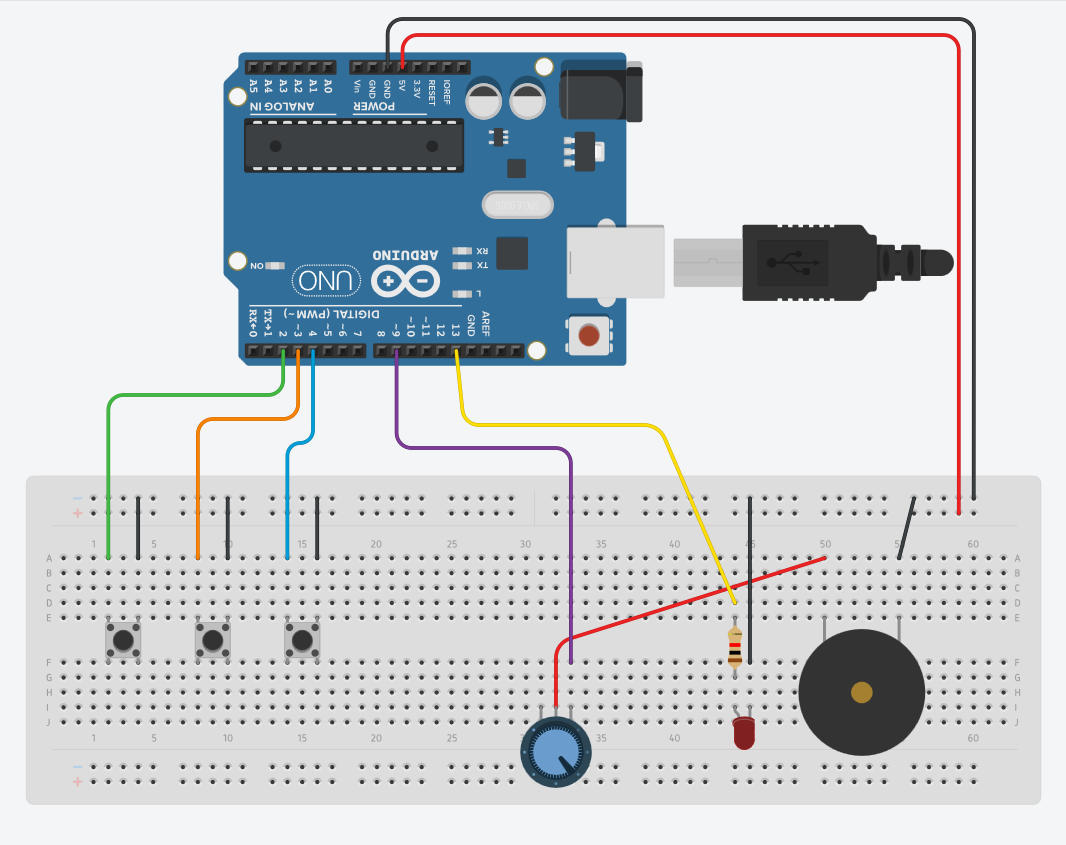 A5 A4 A3 A2 A1 A0 Vin GND GND 5V 3.3V RESET IOREF
ANALOG IN POWER
ARDUINO RX
UNO ON TX
L
DIGITAL (PWM~)
RX←0 TX→1 2 ~3 4 ~5 ~6 7 8 ~9 ~10 ~11 12 13 GND AREF
−
+
1 5 10 15 20 25 30 35 40 45 50 55 60
A A
B B
C C
D D
E E
F F
G G
H H
I I
J J
1 5 10 15 20 25 35 40 60
−
+